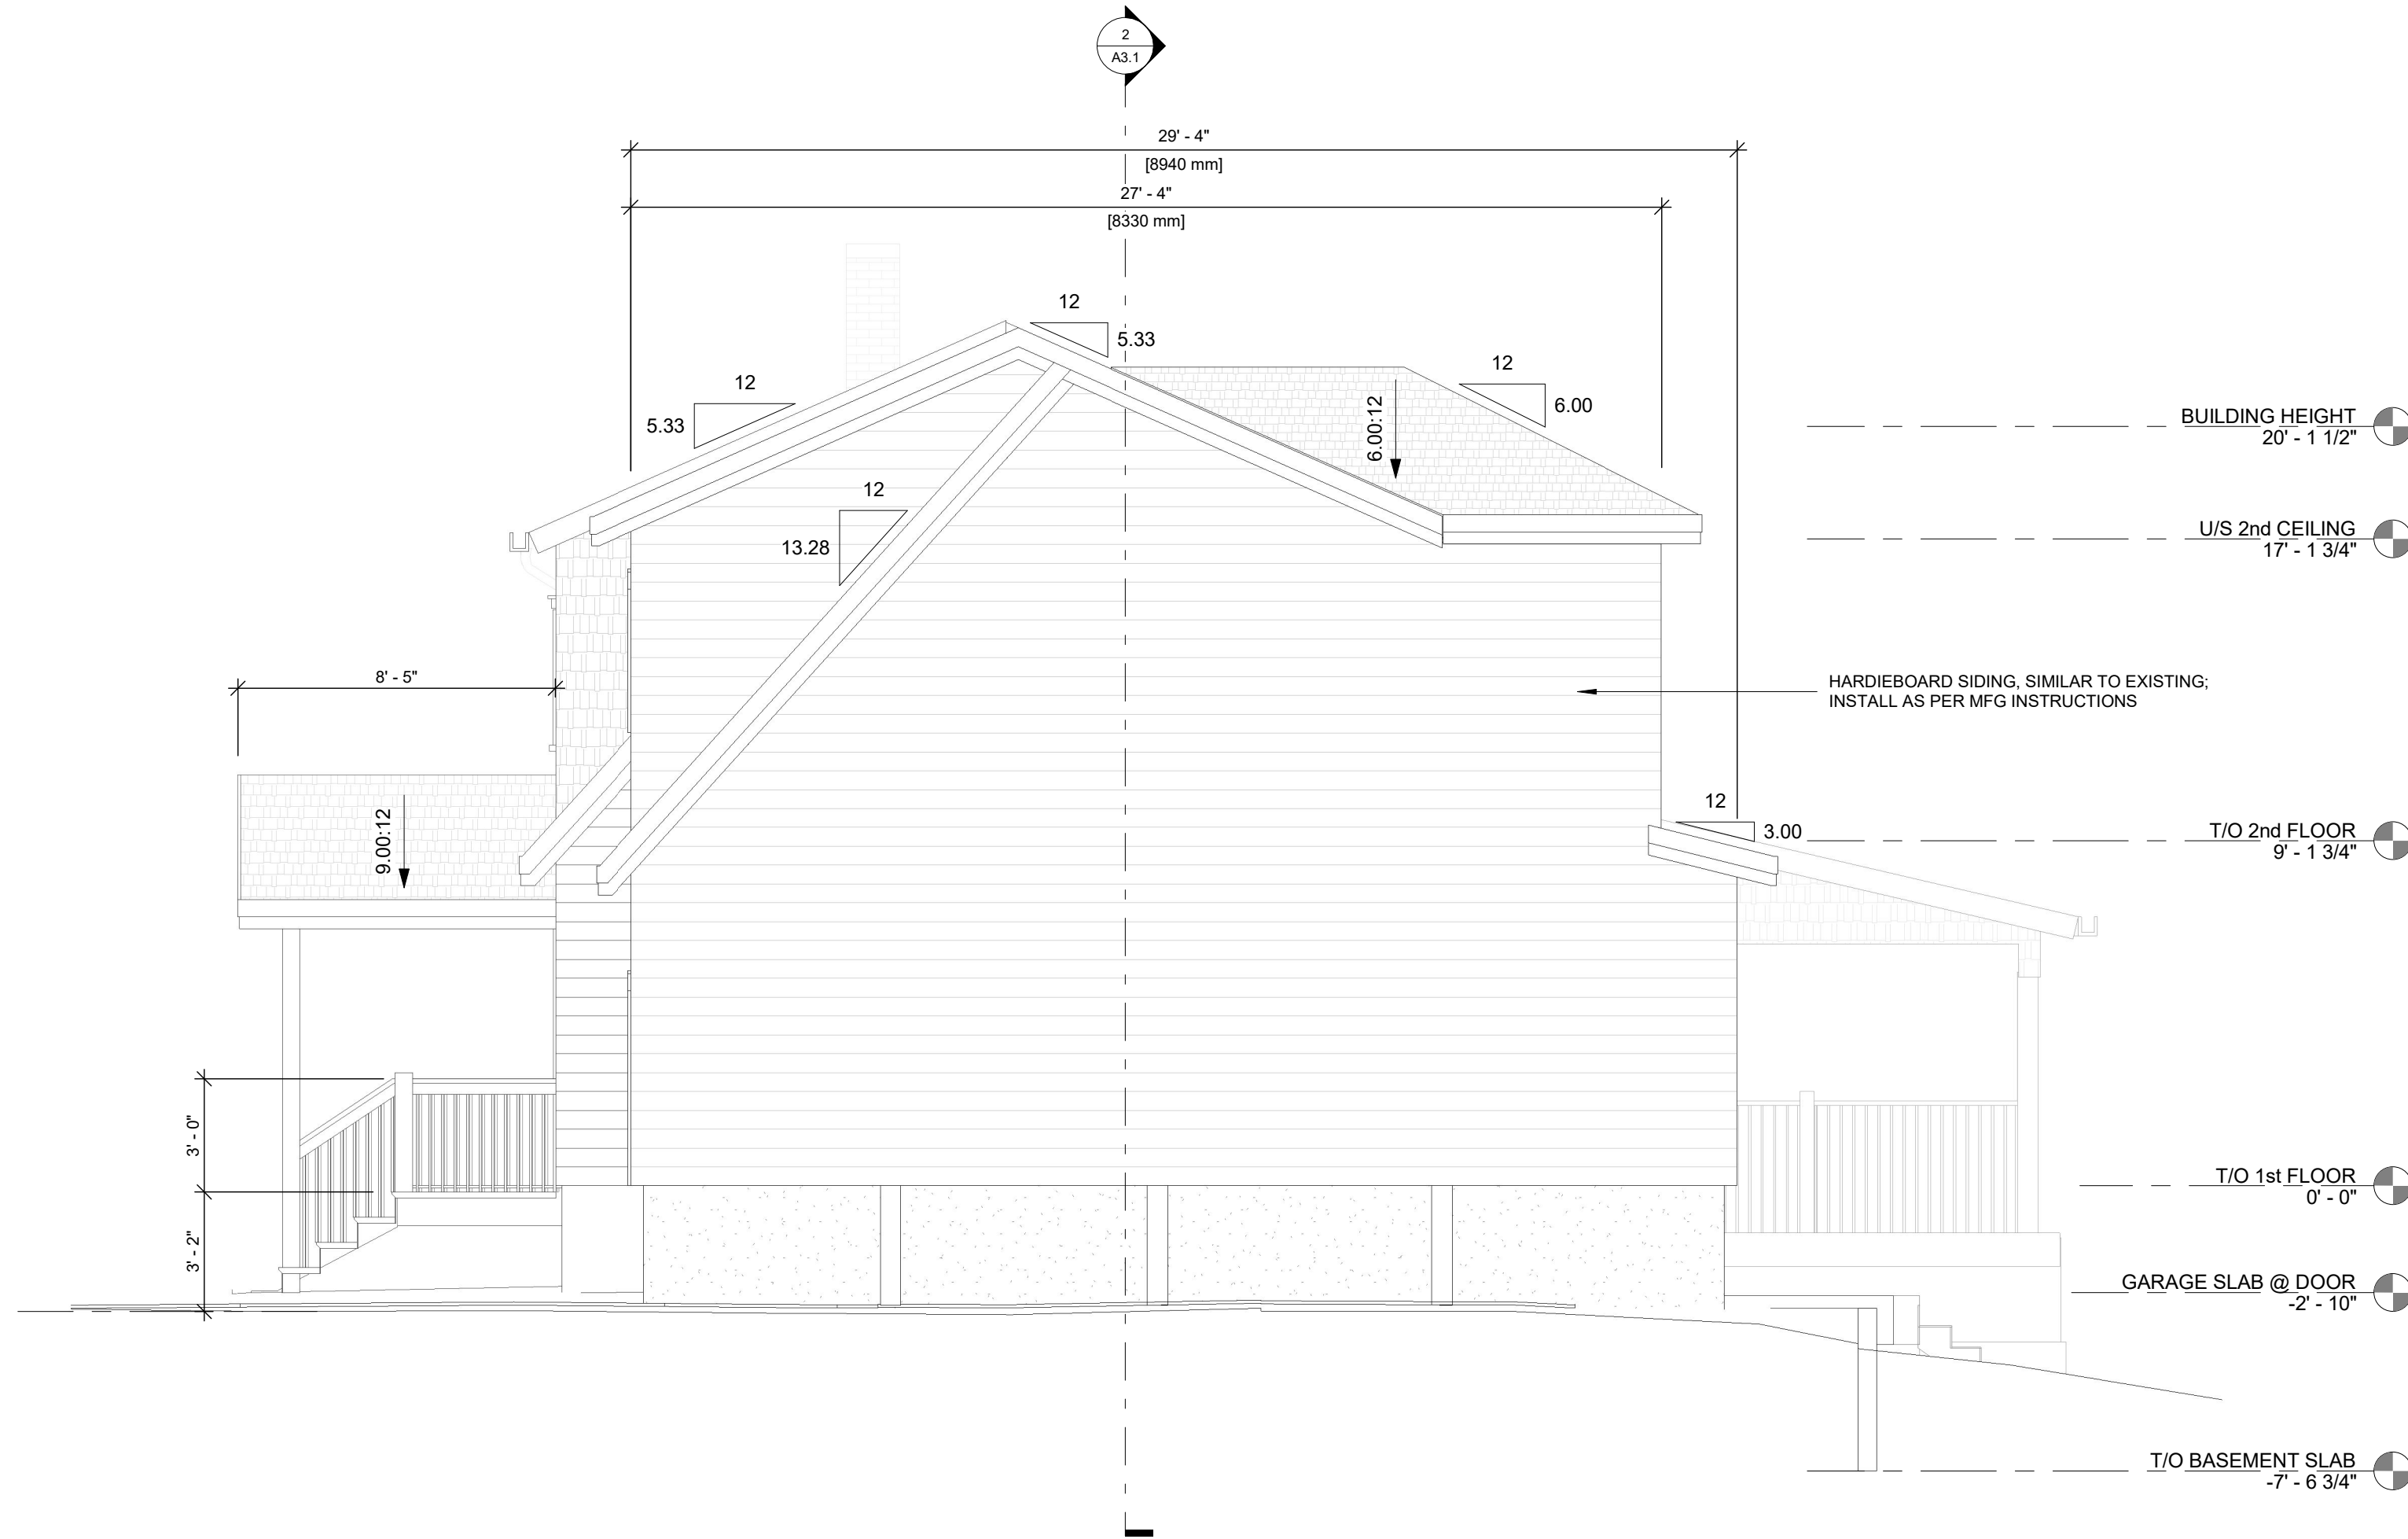 2
A3.1
29' - 4"
[8940 mm]
27' - 4"
[8330 mm]
12
5.33
12
5.33
12
6.00
6.00:12
12
13.28
BUILDING HEIGHT
20' - 1 1/2"
U/S 2nd CEILING
17' - 1 3/4"
8' - 5"
HARDIEBOARD SIDING, SIMILAR TO EXISTING;
INSTALL AS PER MFG INSTRUCTIONS
9.00:12
12
3.00
T/O 2nd FLOOR
9' - 1 3/4"
3' - 0"
3' - 2"
T/O 1st FLOOR
0' - 0"
GARAGE SLAB @ DOOR
-2' - 10"
T/O BASEMENT SLAB
-7' - 6 3/4"